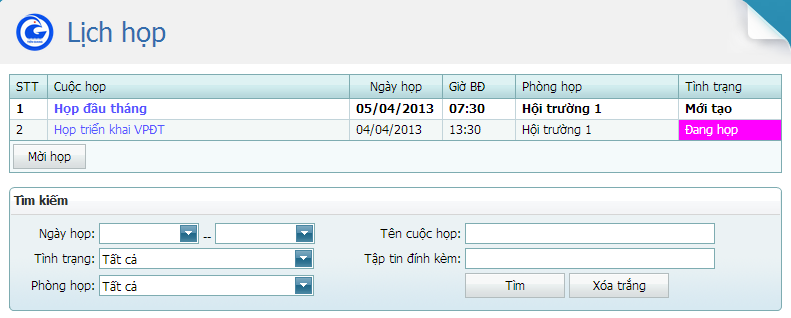 Lịch họp
STT Cuộc họp Ngày họp Giờ BĐ Phòng họp Tình trạng
1 Họp đầu tháng 05/04/2013 07:30 Hội trường 1 Mới tạo
2 Họp triển khai VPĐT 04/04/2013 13:30 Hội trường 1 Đang họp
Mời họp
Tìm kiếm
Ngày họp: -- Tên cuộc họp:
Tình trạng: Tất cả Tập tin đính kèm:
Phòng họp: Tất cả Tìm Xóa trắng